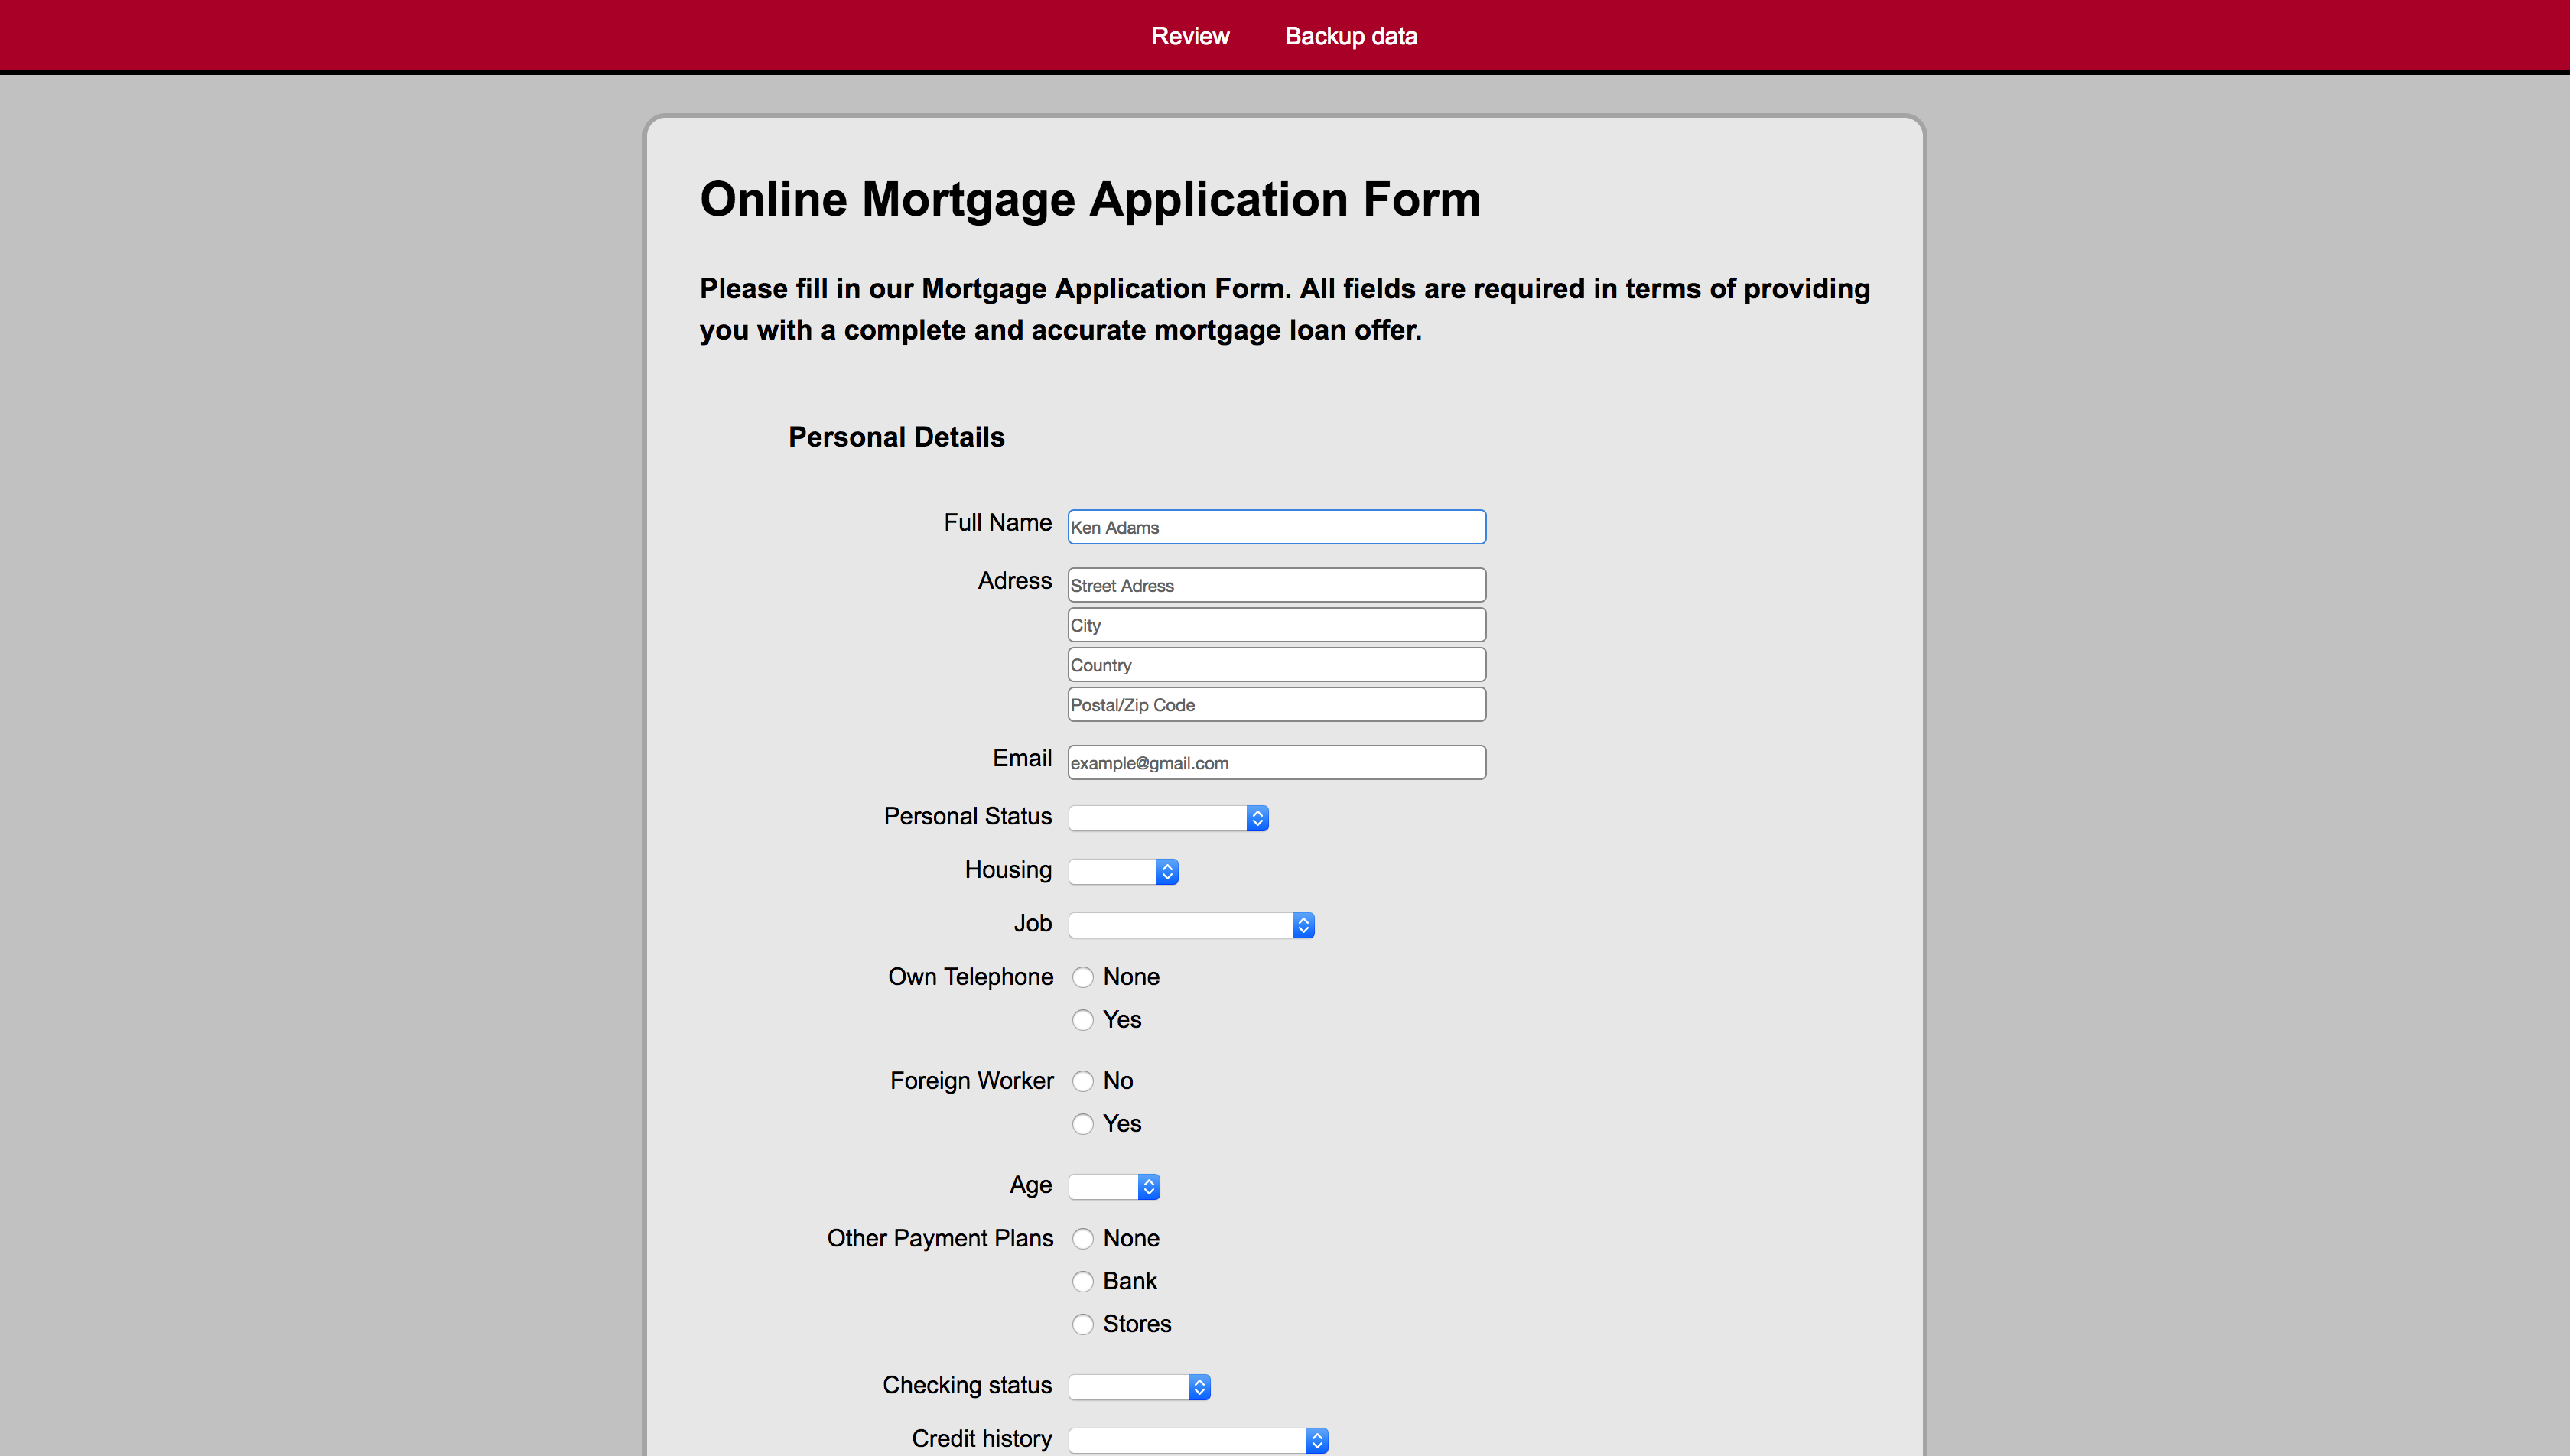 Review Backup data
Online Mortgage Application Form
Please fill in our Mortgage Application Form. All fields are required in terms of providing
you with a complete and accurate mortgage loan offer.
Personal Details
Full Name Ken Adams
Adress Street Adress
City
Country
Postal/Zip Code
Email example@gmail.com
Personal Status
Housing
Job
Own Telephone None
Yes
Foreign Worker No
Yes
Age
Other Payment Plans None
Bank
Stores
Checking status
Credit history